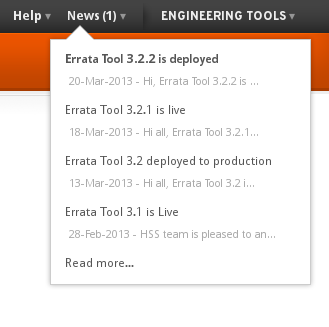 Help ▾ News (1) ▾ ENGINEERING TOOLS ▾
Errata Tool 3.2.2 is deployed
20-Mar-2013 - Hi, Errata Tool 3.2.2 is ...
Errata Tool 3.2.1 is live
18-Mar-2013 - Hi all, Errata Tool 3.2.1...
Errata Tool 3.2 deployed to production
13-Mar-2013 - Hi all, Errata Tool 3.2 i...
Errata Tool 3.1 is Live
28-Feb-2013 - HSS team is pleased to an...
Read more...